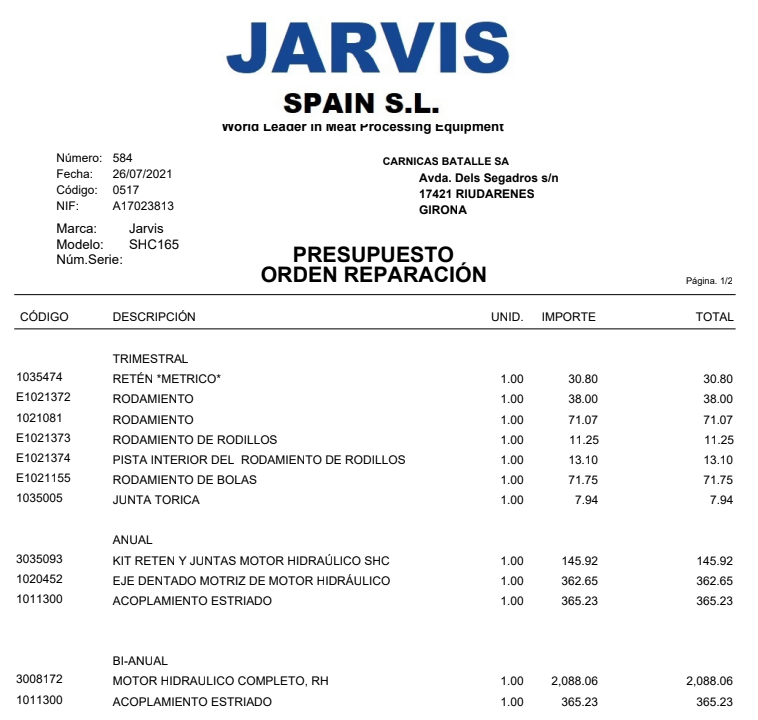 JARVIS
SPAIN S.L.
World Leader in Meat Processing Equipment
Número: 584
Fecha: 26/07/2021
Código: 0517
NIF: A17023813
Marca: Jarvis
Modelo: SHC165
Núm.Serie:
CARNICAS BATALLE SA
Avda. Dels Segadros s/n
17421 RIUDARENES
GIRONA
PRESUPUESTO
ORDEN REPARACIÓN
Página. 1/2
CÓDIGO DESCRIPCIÓN UNID. IMPORTE TOTAL
TRIMESTRAL
1035474 RETÉN *METRICO* 1.00 30.80 30.80
E1021372 RODAMIENTO 1.00 38.00 38.00
1021081 RODAMIENTO 1.00 71.07 71.07
E1021373 RODAMIENTO DE RODILLOS 1.00 11.25 11.25
E1021374 PISTA INTERIOR DEL RODAMIENTO DE RODILLOS 1.00 13.10 13.10
E1021155 RODAMIENTO DE BOLAS 1.00 71.75 71.75
1035005 JUNTA TORICA 1.00 7.94 7.94
ANUAL
3035093 KIT RETEN Y JUNTAS MOTOR HIDRAÚLICO SHC 1.00 145.92 145.92
1020452 EJE DENTADO MOTRIZ DE MOTOR HIDRÁULICO 1.00 362.65 362.65
1011300 ACOPLAMIENTO ESTRIADO 1.00 365.23 365.23
BI-ANUAL
3008172 MOTOR HIDRAULICO COMPLETO, RH 1.00 2,088.06 2,088.06
1011300 ACOPLAMIENTO ESTRIADO 1.00 365.23 365.23